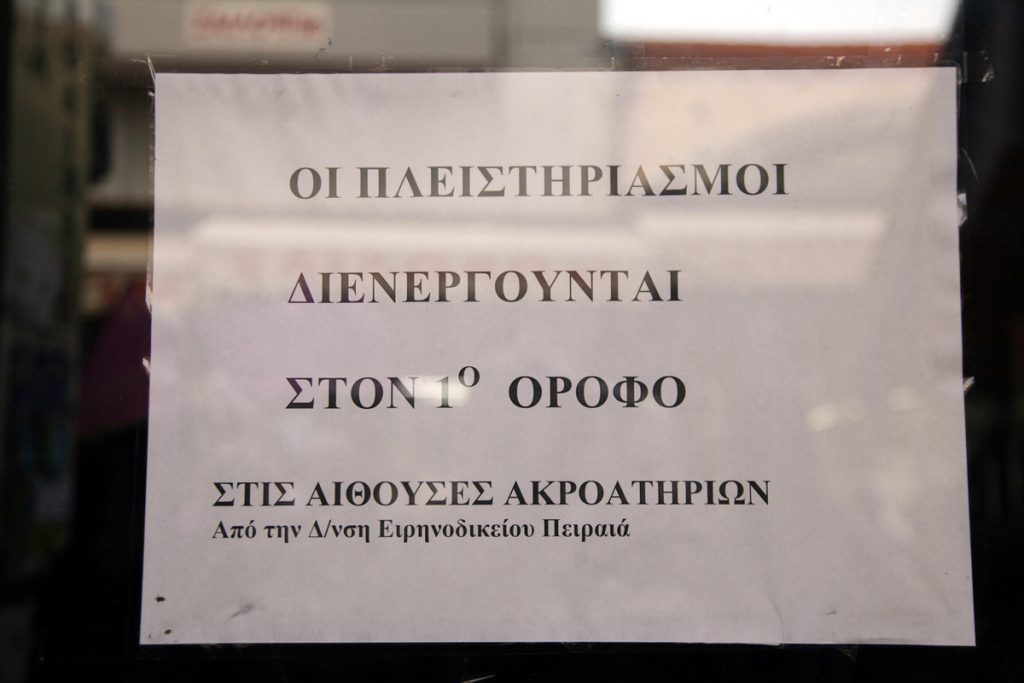 ΟΙ ΠΛΕΙΣΤΗΡΙΑΣΜΟΙ
ΔΙΕΝΕΡΓΟΥΝΤΑΙ
ΣΤΟΝ 1Ο ΟΡΟΦΟ
ΣΤΙΣ ΑΙΘΟΥΣΕΣ ΑΚΡΟΑΤΗΡΙΩΝ
Από την Δ/νση Ειρηνοδικείου Πειραιά